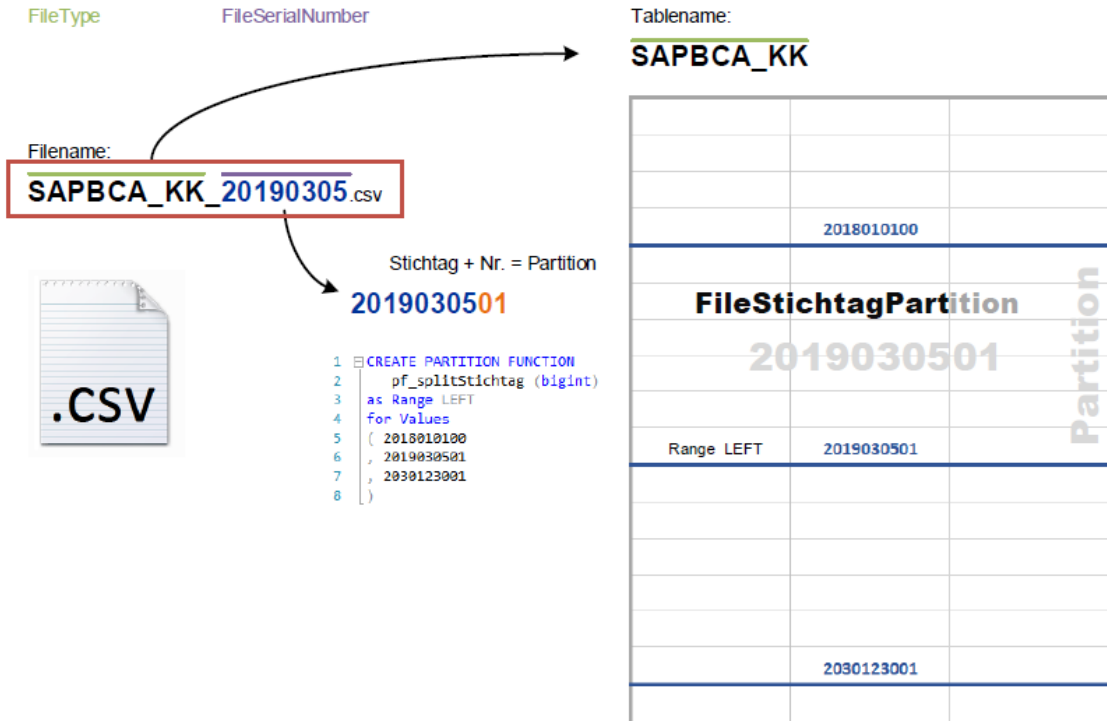 FileType
FileSerialNumber
Filename:
SAPBCA_KK_20190305.csv
.CSV
Stichtag + Nr. = Partition
2019030501
1 CREATE PARTITION FUNCTION
2 pf_splitStichtag (bigint)
3 as Range LEFT
4 for Values
5 ( 2018010100
6 , 2019030501
7 , 2030123001
8 )
Tablename:
SAPBCA_KK
2018010100
FileStichtagPartition
2019030501
Partition
Range LEFT 2019030501
2030123001